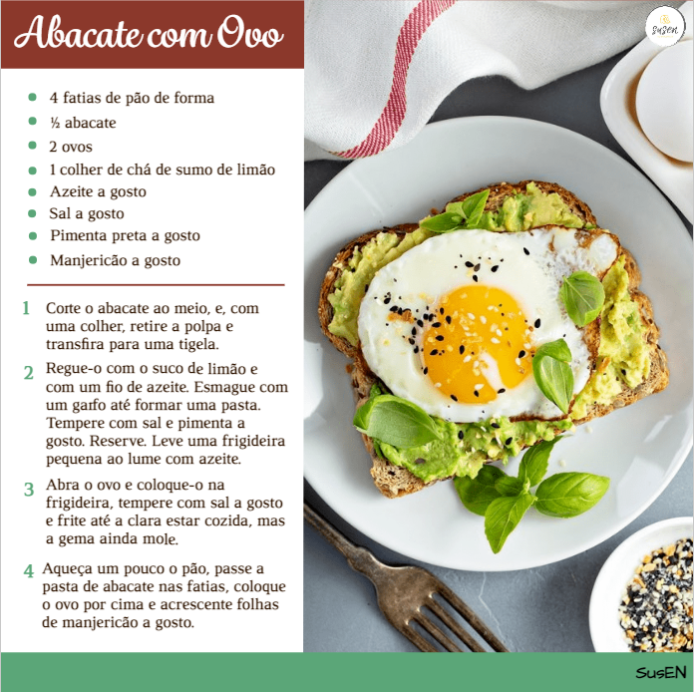 Abacate com Ovo
susen
4 fatias de pão de forma
½ abacate
2 ovos
1 colher de chá de sumo de limão
Azeite a gosto
Sal a gosto
Pimenta preta a gosto
Manjericão a gosto
1 Corte o abacate ao meio, e, com
uma colher, retire a polpa e
transfira para uma tigela.
2 Regue-o com o suco de limão e
com um fio de azeite. Esmague com
um garfo até formar uma pasta.
Tempere com sal e pimenta a
gosto. Reserve. Leve uma frigideira
pequena ao lume com azeite.
3 Abra o ovo e coloque-o na
frigideira, tempere com sal a gosto
e frite até a clara estar cozida, mas
a gema ainda mole.
4 Aqueça um pouco o pão, passe a
pasta de abacate nas fatias, coloque
o ovo por cima e acrescente folhas
de manjericão a gosto.
SusEN